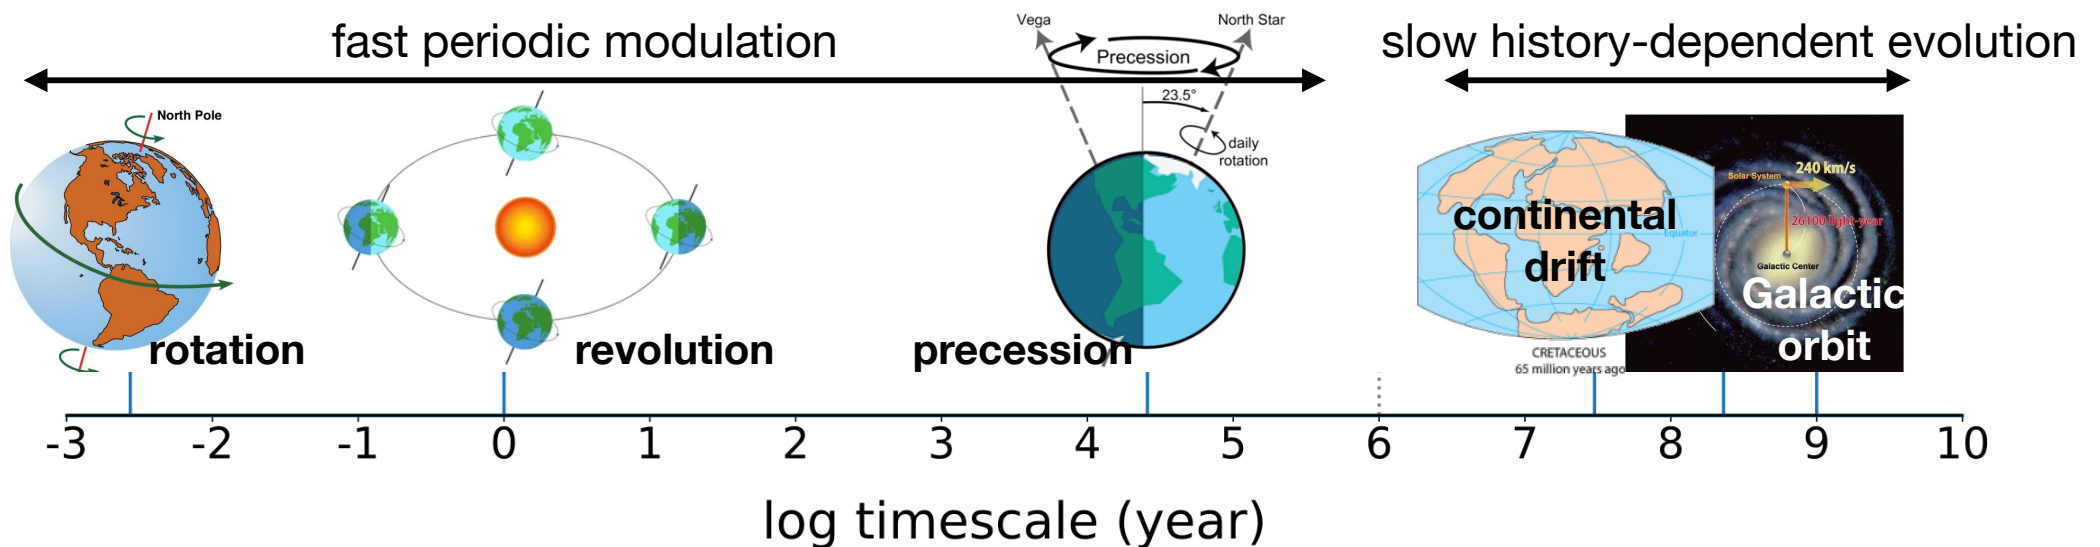 fast periodic modulation
slow history-dependent evolution
Vega
North Star
Precession
23.5°
daily
rotation
North Pole
rotation
revolution
precession
continental
drift
Equator
CRETACEOUS
65 million years ago
240 km/s
Solar System
26100 light-year
Galactic Center
Galactic
orbit
-3 -2 -1 0 1 2 3 4 5 6 7 8 9 10
log timescale (year)